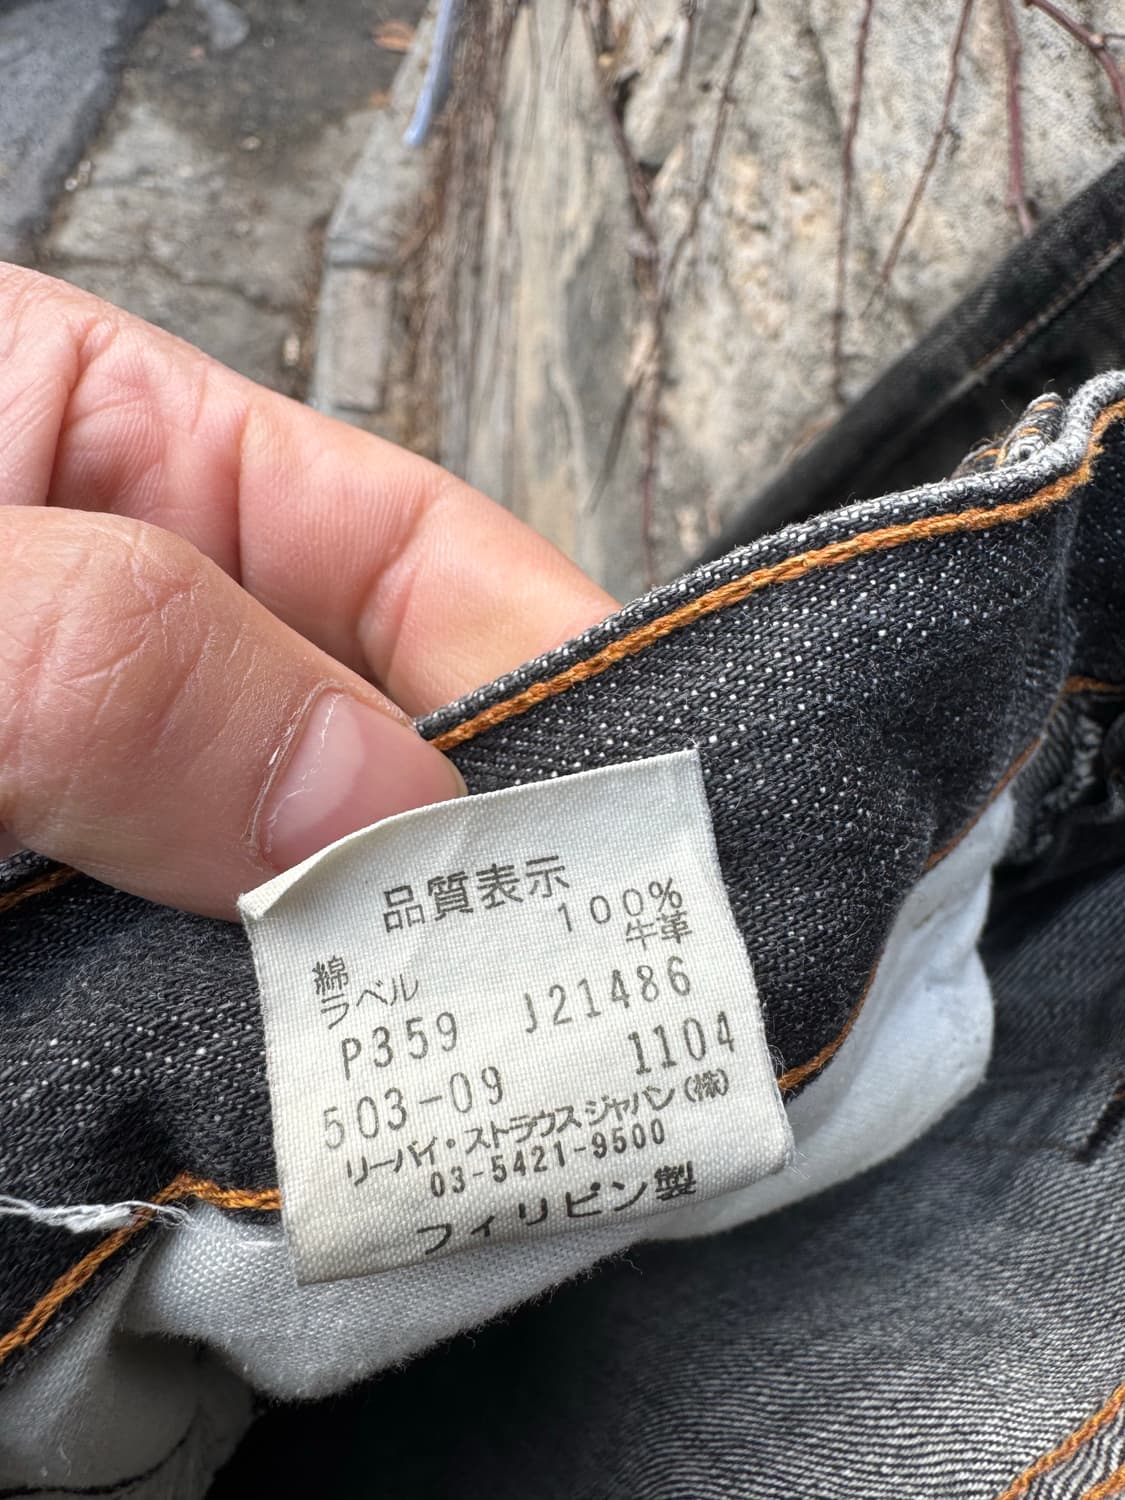 品質表示
綿 100%
ラベル 牛革
P359 J21486
503-09 1104
リーバイ・ストラウスジャパン(株)
03-5421-9500
フィリピン製